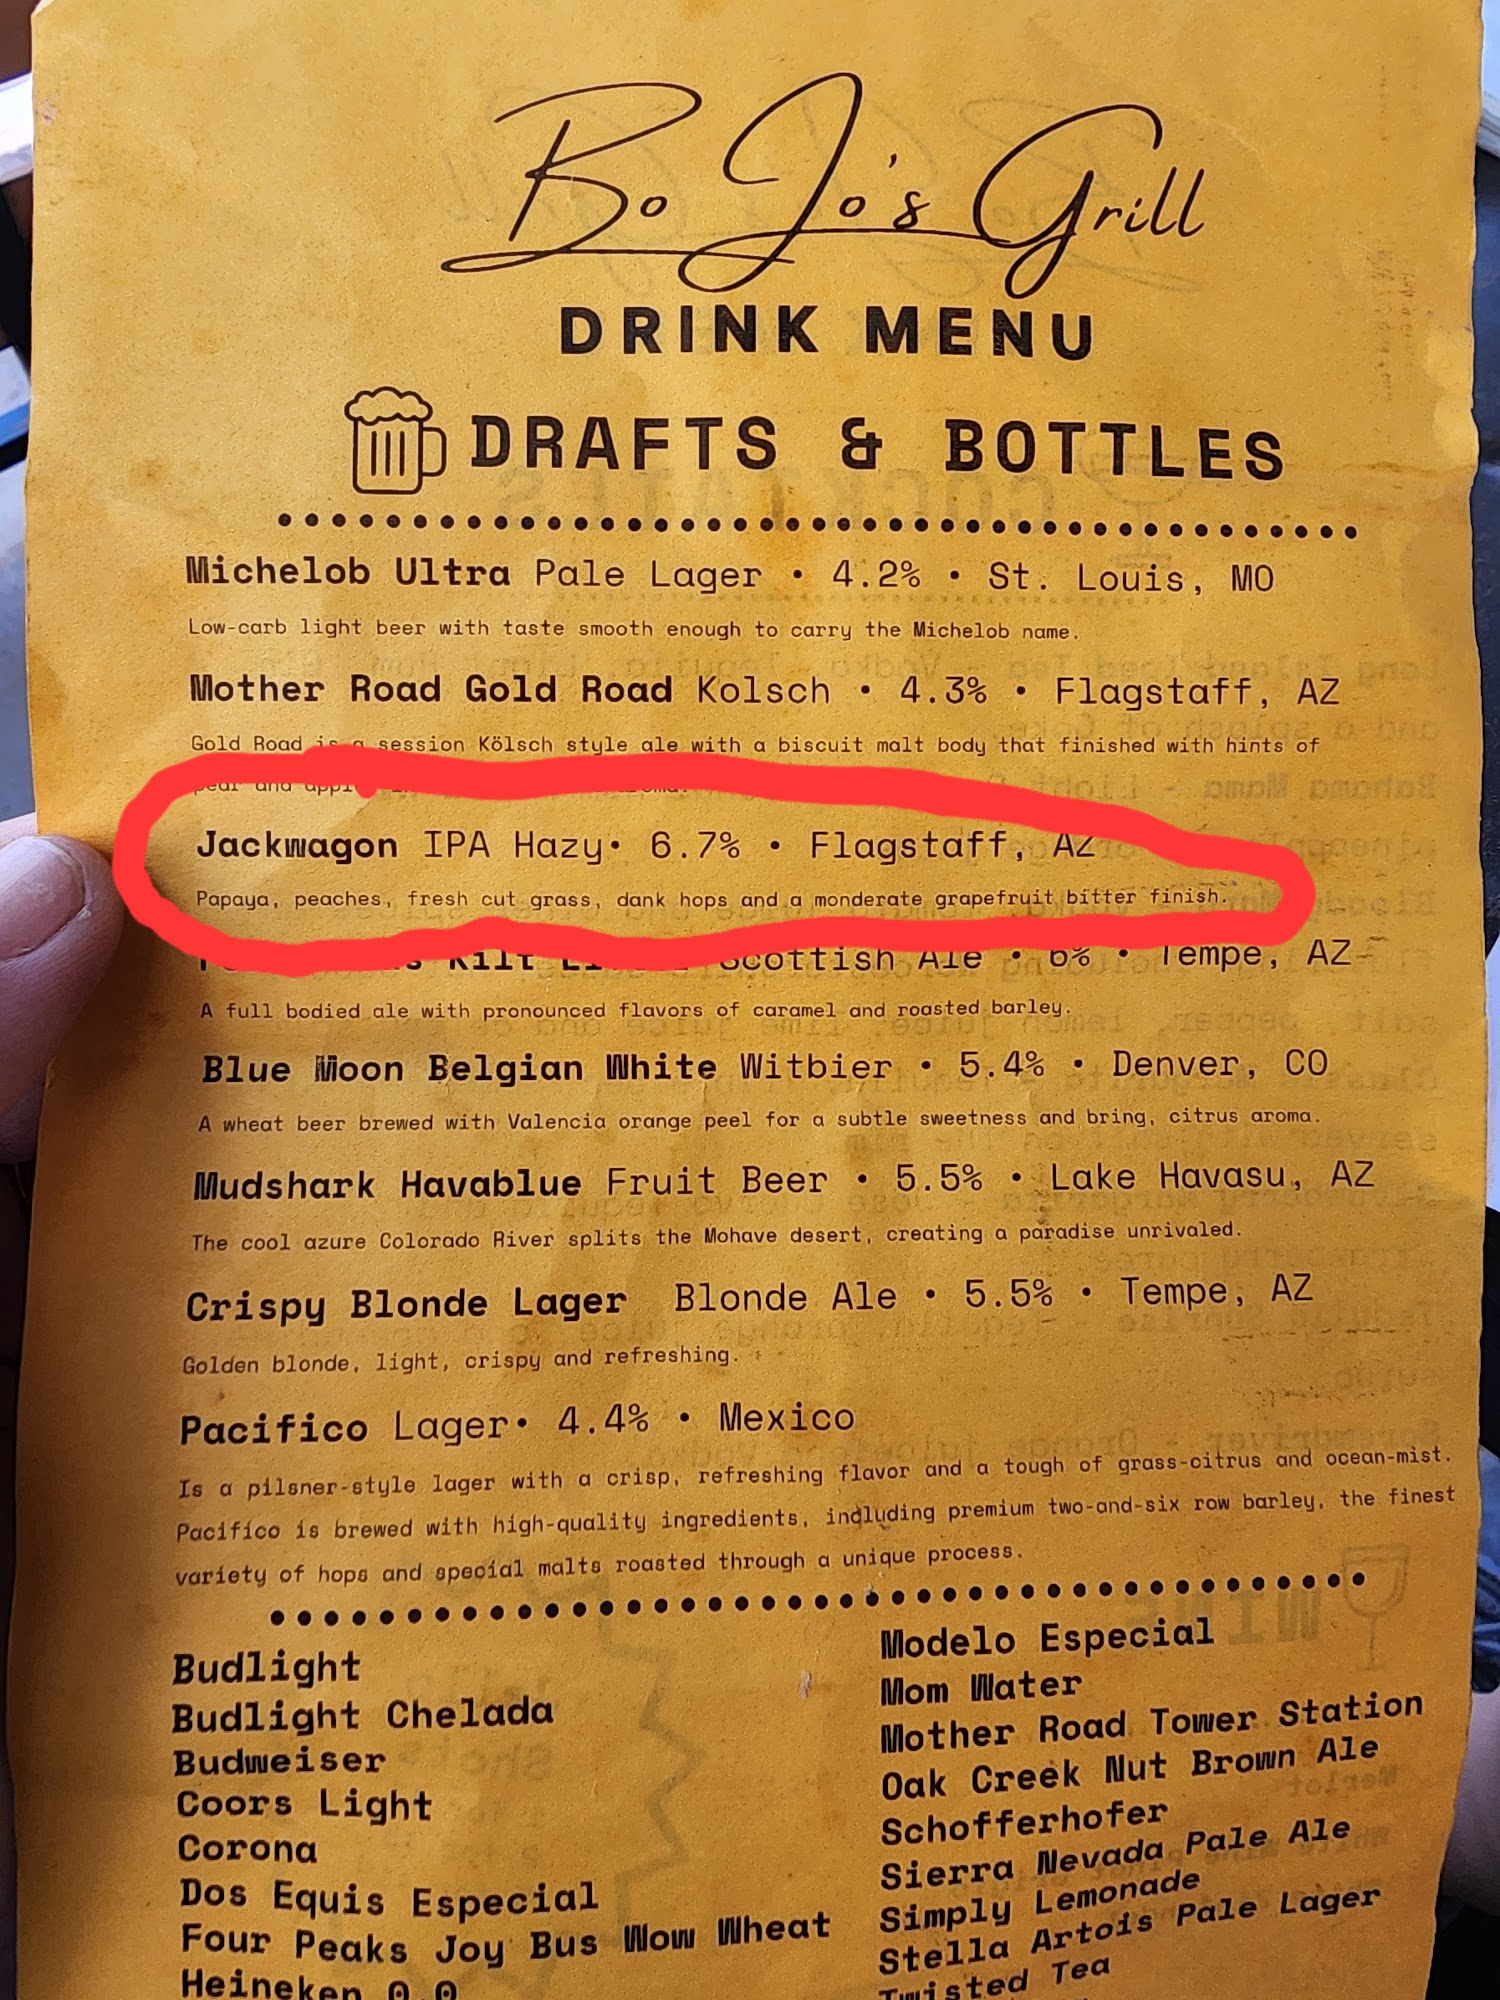 Bo Jo's Grill
DRINK MENU
DRAFTS & BOTTLES
Michelob Ultra Pale Lager • 4.2% • St. Louis, MO
Low-carb light beer with taste smooth enough to carry the Michelob name.
Mother Road Gold Road Kolsch • 4.3% • Flagstaff, AZ
Gold Road is a session Kölsch style ale with a biscuit malt body that finished with hints of
pear and apple
Jackwagon IPA Hazy• 6.7% • Flagstaff, AZ
Papaya, peaches, fresh cut grass, dank hops and a monderate grapefruit bitter finish.
Kilt Scottish Ale • 6% • Tempe, AZ
A full bodied ale with pronounced flavors of caramel and roasted barley.
Blue Moon Belgian White Witbier • 5.4% • Denver, CO
A wheat beer brewed with Valencia orange peel for a subtle sweetness and bring, citrus aroma.
Mudshark Havablue Fruit Beer • 5.5% • Lake Havasu, AZ
The cool azure Colorado River splits the Mohave desert, creating a paradise unrivaled.
Crispy Blonde Lager Blonde Ale • 5.5% • Tempe, AZ
Golden blonde, light, crispy and refreshing.
Pacifico Lager• 4.4% • Mexico
Is a pilsner-style lager with a crisp, refreshing flavor and a tough of grass-citrus and ocean-mist.
Pacifico is brewed with high-quality ingredients, including premium two-and-six row barley, the finest
variety of hops and special malts roasted through a unique process.
Budlight
Budlight Chelada
Budweiser
Coors Light
Corona
Dos Equis Especial
Four Peaks Joy Bus Wow Wheat
Heineken 0.0
Modelo Especial
Mom Water
Mother Road Tower Station
Oak Creek Nut Brown Ale
Schofferhofer
Sierra Nevada Pale Ale
Simply Lemonade
Stella Artois Pale Lager
Twisted Tea